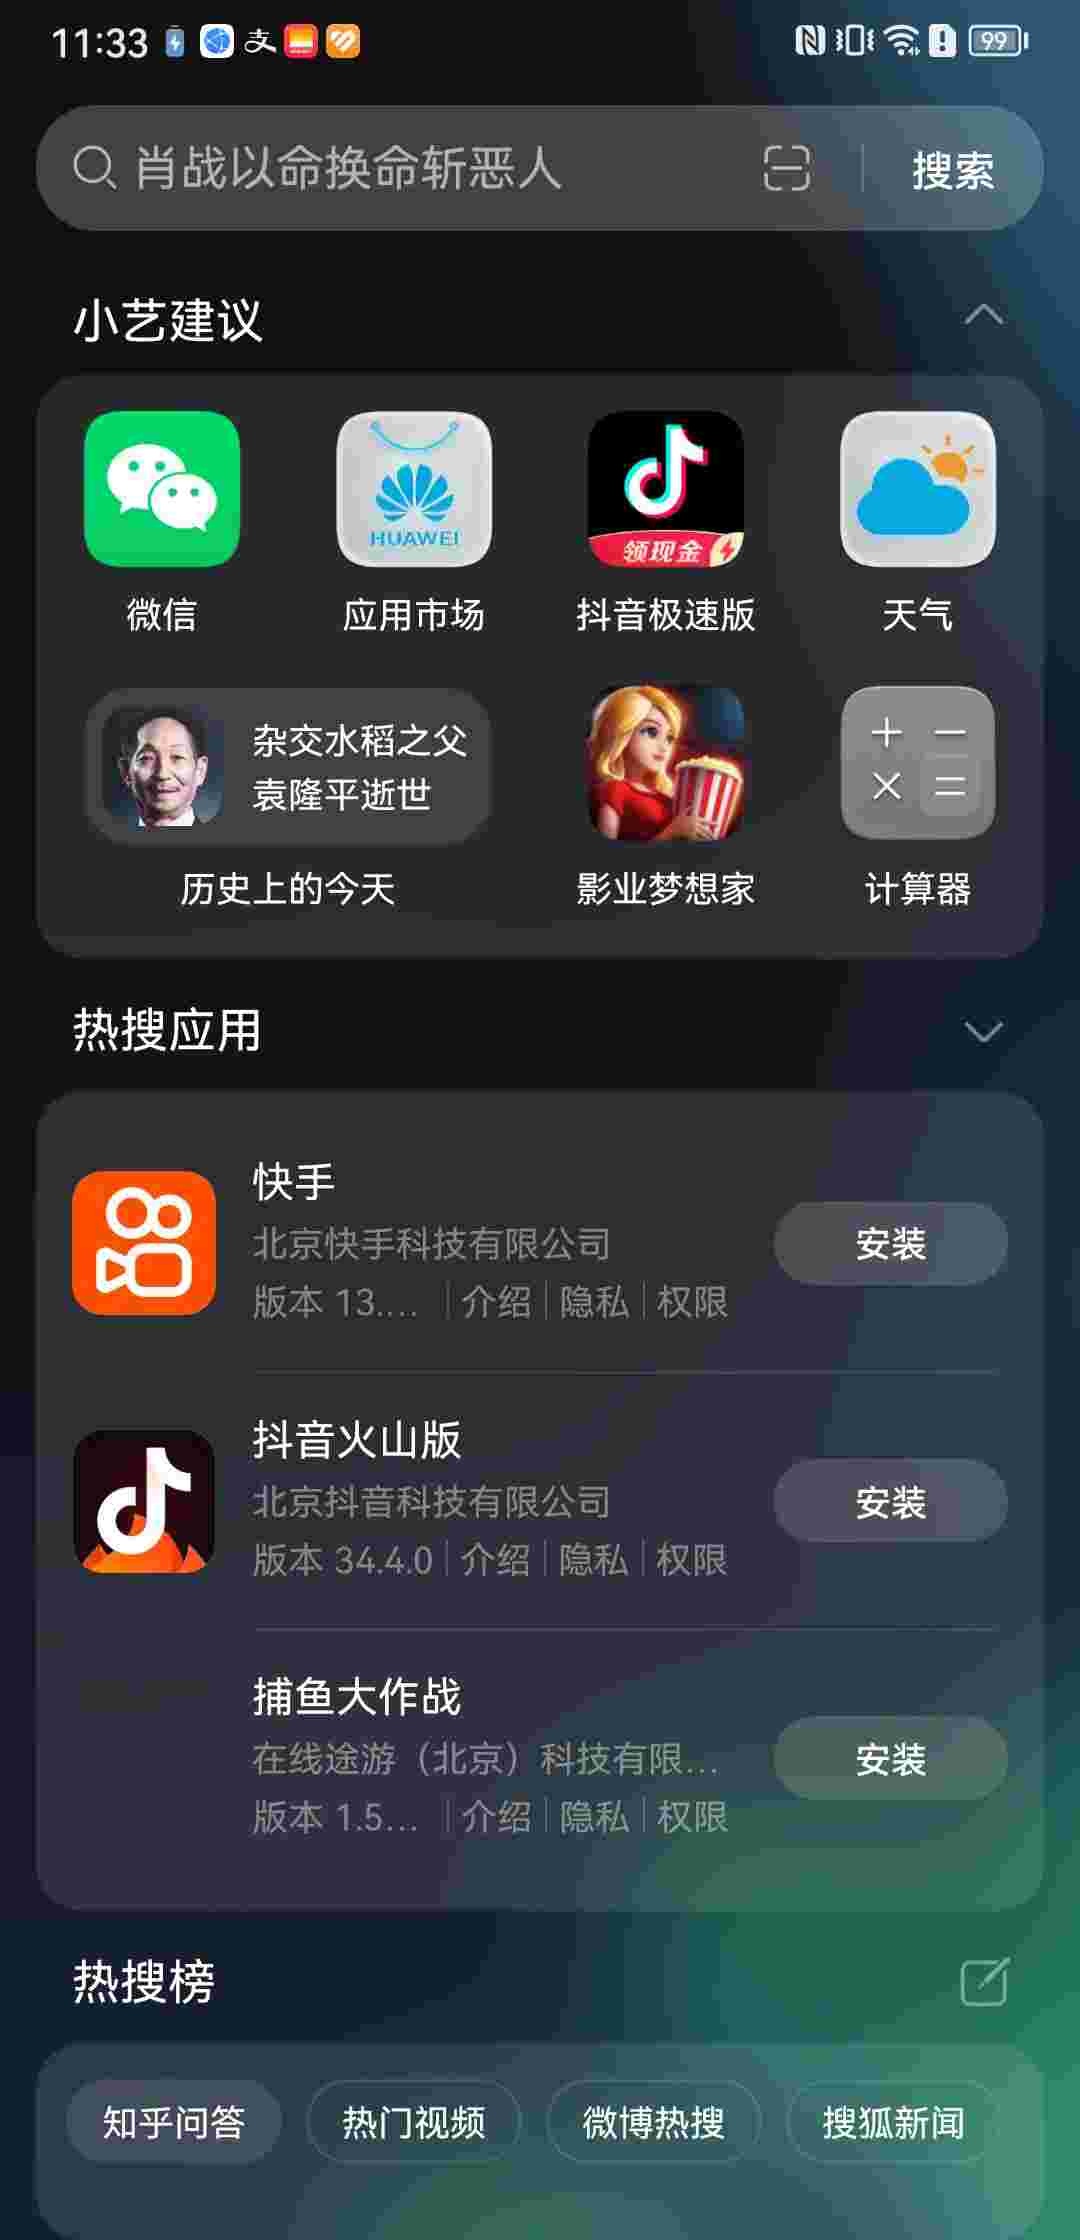 11:33
支
99
肖战以命换命斩恶人
搜索
小艺建议
HUAWEI
领现金
微信
应用市场
抖音极速版
天气
杂交水稻之父
袁隆平逝世
历史上的今天
影业梦想家
计算器
热搜应用
快手
北京快手科技有限公司
版本 13.... 介绍 隐私 权限
安装
抖音火山版
北京抖音科技有限公司
版本 34.4.0 介绍 隐私 权限
安装
捕鱼大作战
在线途游（北京）科技有限...
版本 1.5... 介绍 隐私 权限
安装
热搜榜
知乎问答
热门视频
微博热搜
搜狐新闻